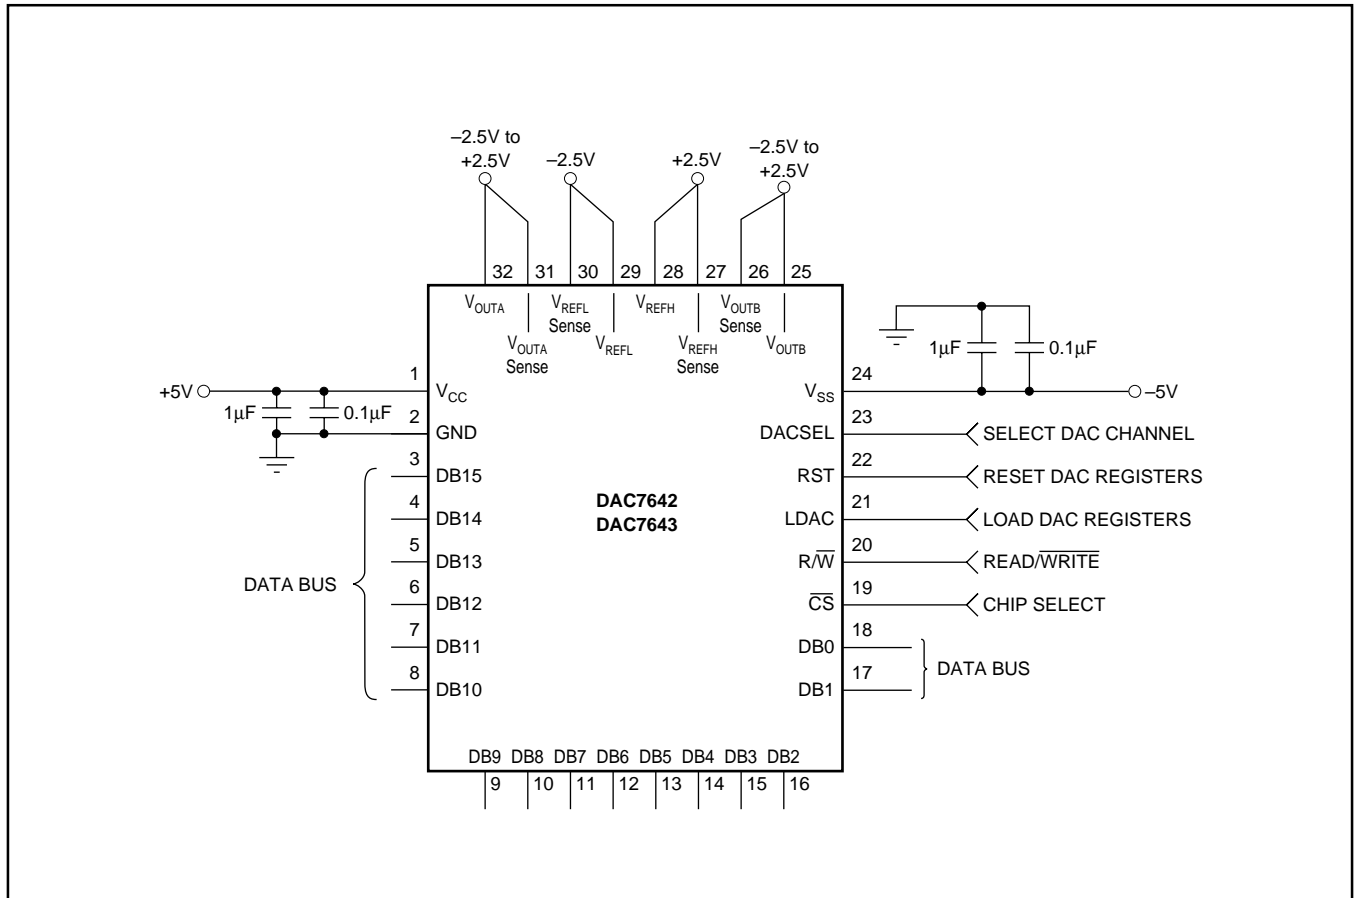 –2.5V to
+2.5V
–2.5V
+2.5V
–2.5V to
+2.5V
32 31 30 29 28 27 26 25
VOUTA
VOUTA
Sense
VREFL
Sense
VREFL
VREFH
VREFH
Sense
VOUTB
Sense
VOUTB
+5V
1µF
0.1µF
1 VCC
2 GND
3 DB15
4 DB14
5 DB13
6 DB12
7 DB11
8 DB10
DATA BUS
DAC7642
DAC7643
1µF
0.1µF
VSS 24
–5V
DACSEL 23 SELECT DAC CHANNEL
RST 22 RESET DAC REGISTERS
LDAC 21 LOAD DAC REGISTERS
R/W̅ 20 READ/W̅R̅I̅T̅E̅
C̅S̅ 19 CHIP SELECT
DB0 18
DB1 17
DATA BUS
DB9 DB8 DB7 DB6 DB5 DB4 DB3 DB2
9 10 11 12 13 14 15 16